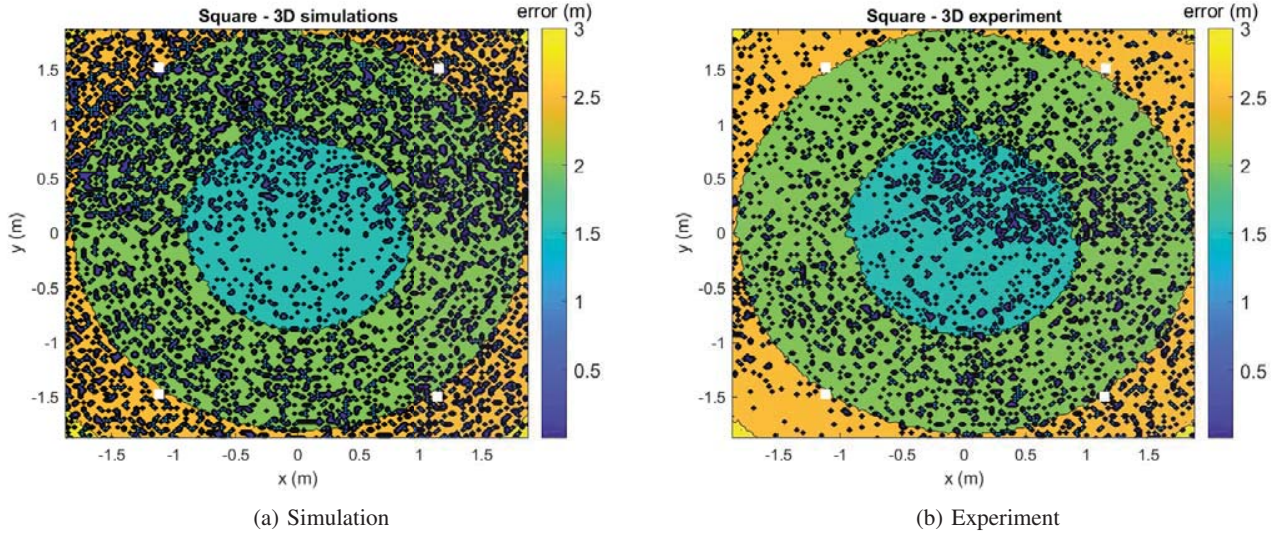 Square - 3D simulations
error (m)
3
2.5
2
1.5
1
0.5
1.5
1
0.5
0
-0.5
-1
-1.5
y (m)
-1.5 -1 -0.5 0 0.5 1 1.5
x (m)
(a) Simulation
Square - 3D experiment
error (m)
3
2.5
2
1.5
1
0.5
1.5
1
0.5
0
-0.5
-1
-1.5
y (m)
-1.5 -1 -0.5 0 0.5 1 1.5
x (m)
(b) Experiment